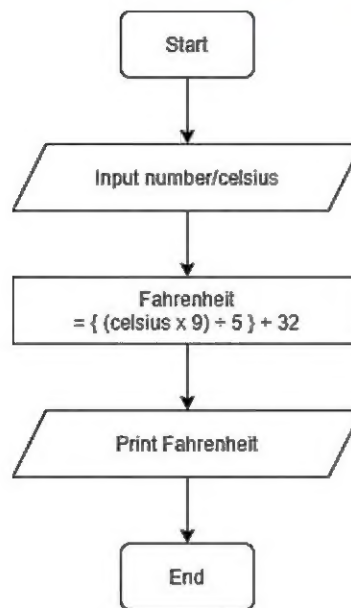 Start
Input number/celsius
Fahrenheit
= { (celsius x 9) ÷ 5 } + 32
Print Fahrenheit
End